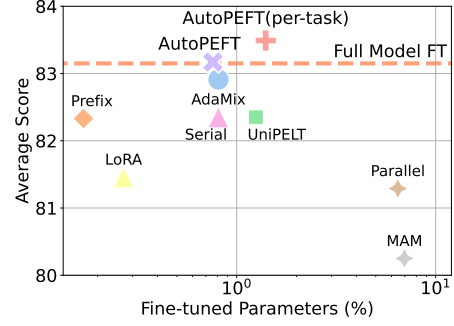 AutoPEFT(per-task)
AutoPEFT
Full Model FT
AdaMix
Prefix
Serial
UniPELT
LoRA
Parallel
MAM
84
83
82
81
80
Average Score
10⁰
10¹
Fine-tuned Parameters (%)